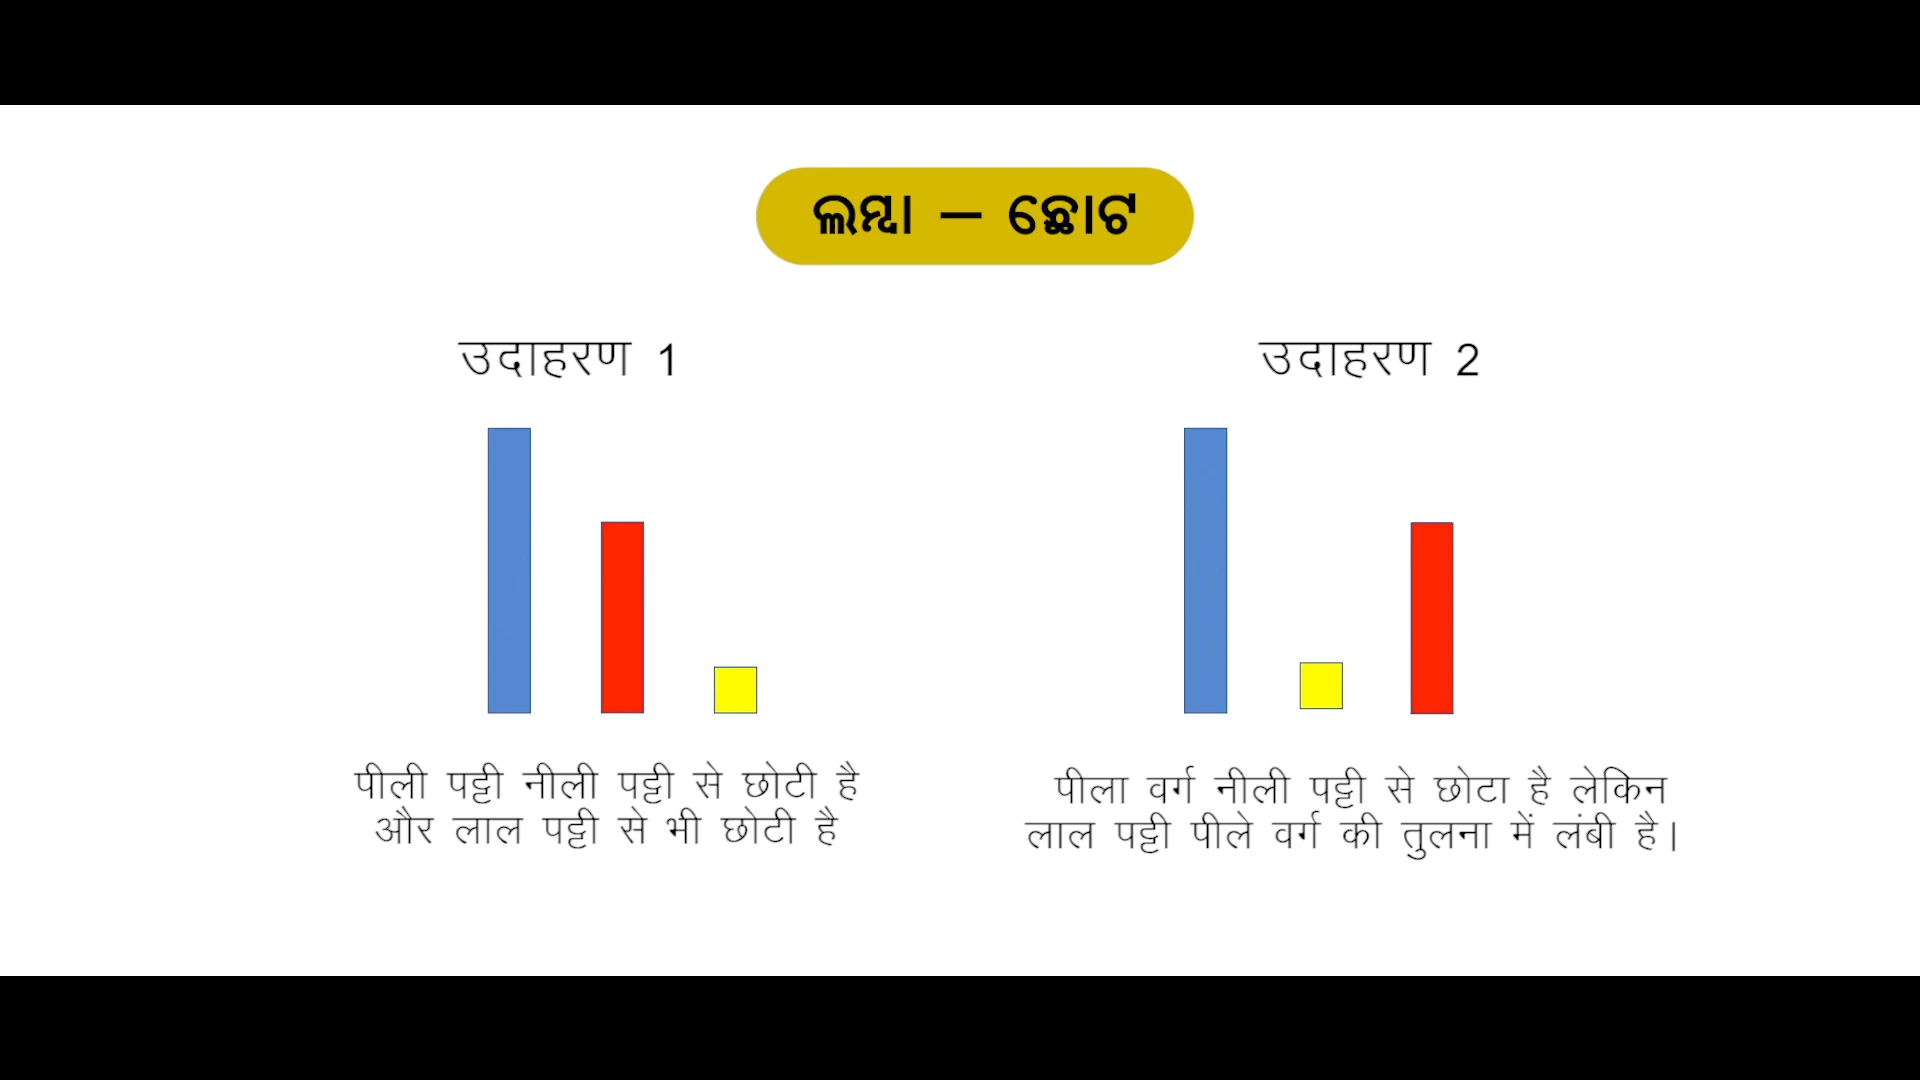 ଲମ୍ବା – ଛୋଟ
उदाहरण 1
उदाहरण 2
पीली पट्टी नीली पट्टी से छोटी है
और लाल पट्टी से भी छोटी है
पीला वर्ग नीली पट्टी से छोटा है लेकिन
लाल पट्टी पीले वर्ग की तुलना में लंबी है।